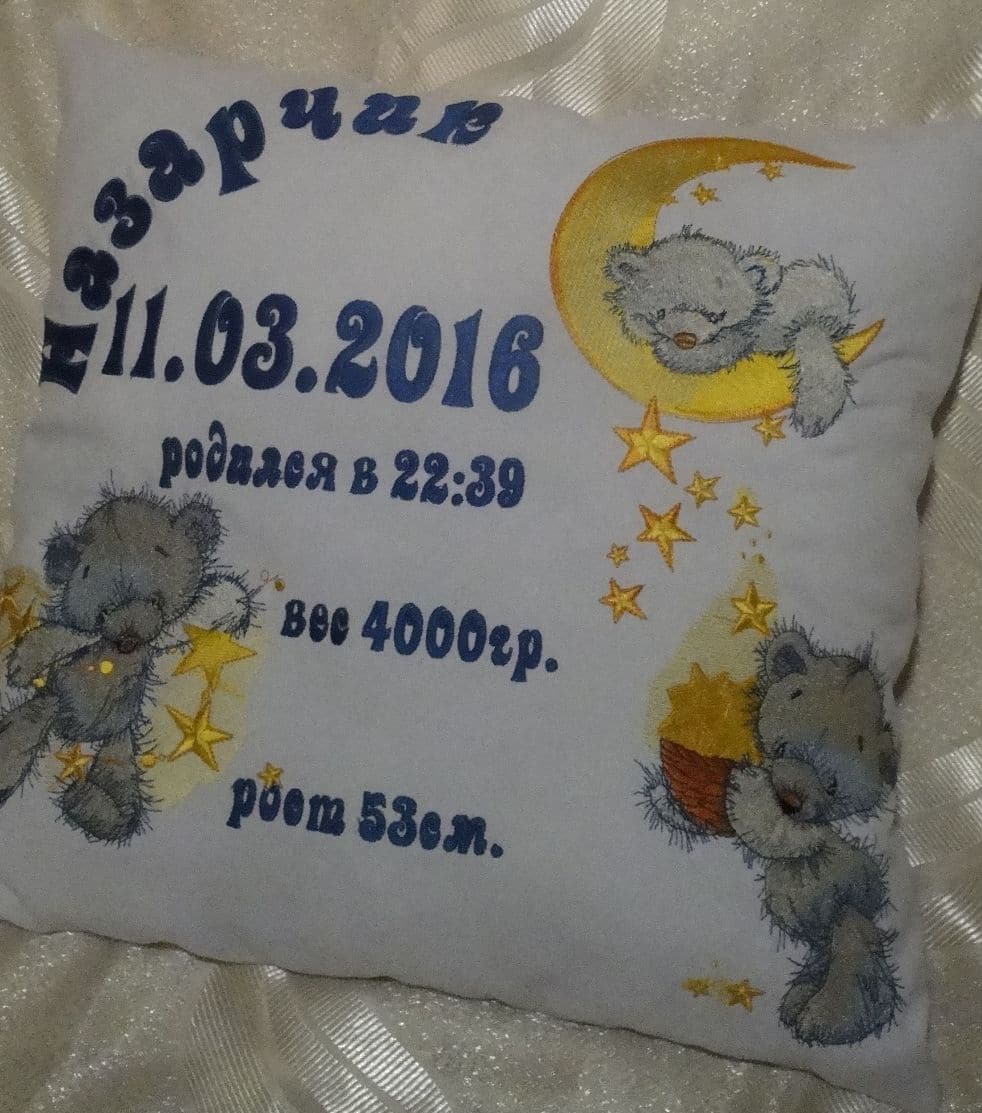 Назарчик
11.03.2016
родился в 22:39
вес 4000гр.
рост 53см.